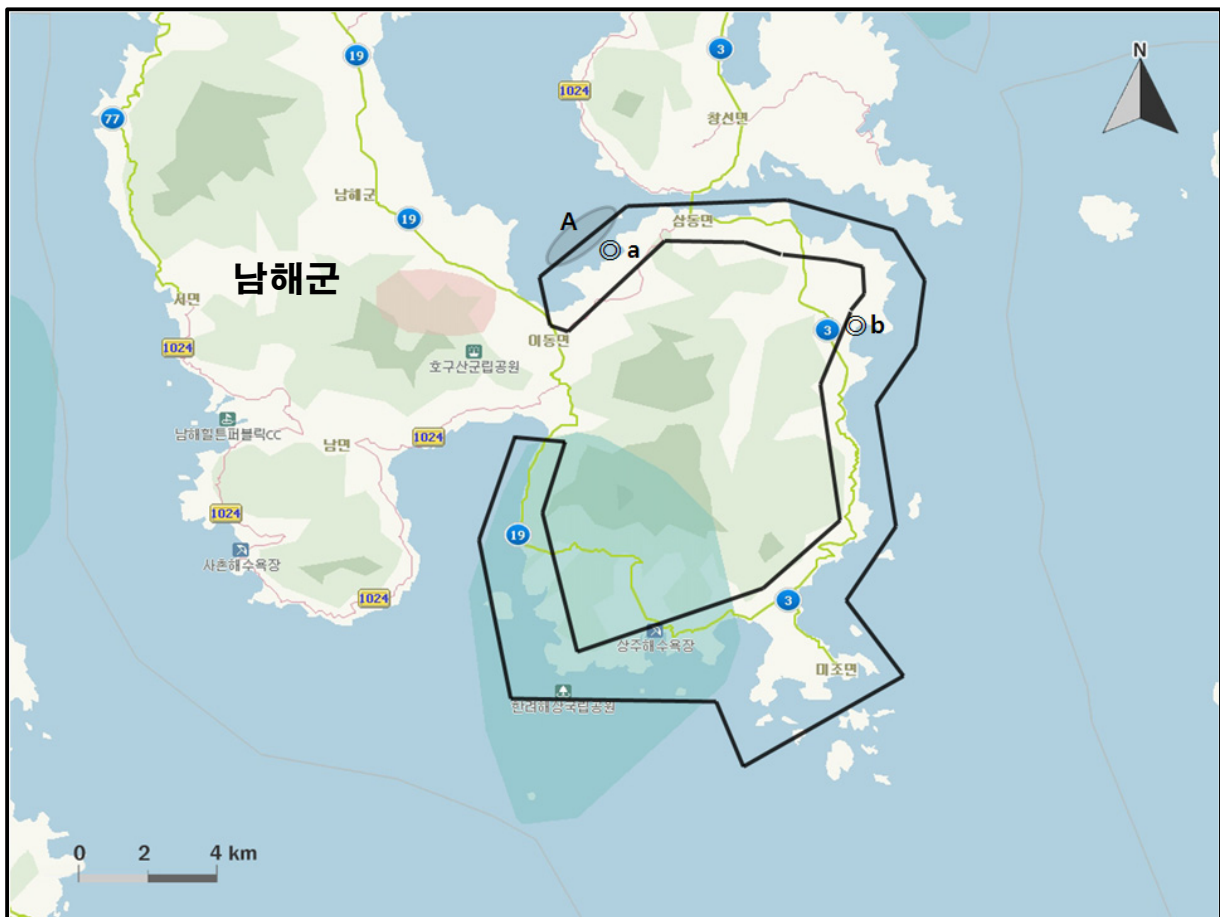 19
3
N
1024
77
창선면
남해군
19
A
삼동면
a
남해군
서면
b
3
이동면
1024
호구산군립공원
남해힐튼퍼블릭CC
1024
남면
1024
19
사촌해수욕장
1024
3
상주해수욕장
미조면
한려해상국립공원
0 2 4 km